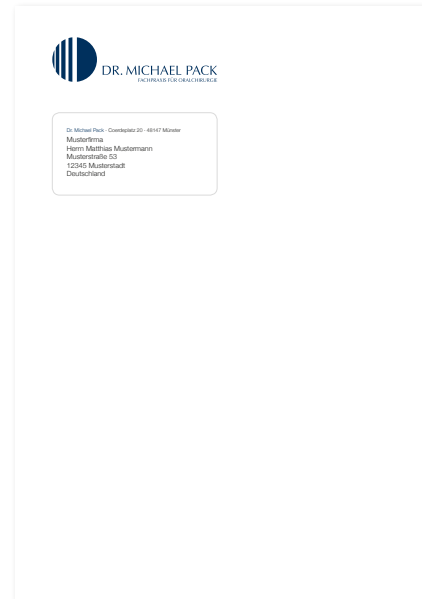 DR. MICHAEL PACK
FACHPRAXIS FÜR ORALCHIRURGIE
Dr. Michael Pack · Coerdeplatz 20 · 48147 Münster
Musterfirma
Herrn Matthias Mustermann
Musterstraße 53
12345 Musterstadt
Deutschland